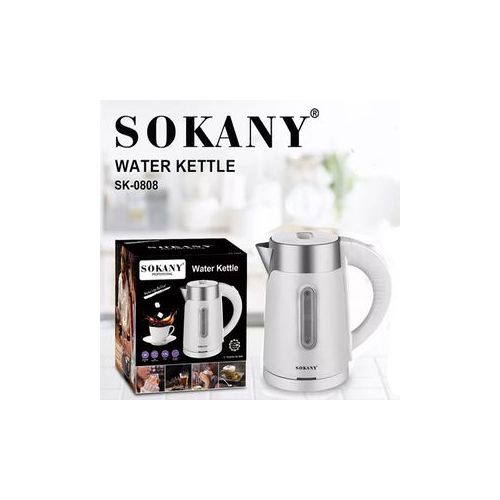 SOKANY®
WATER KETTLE
SK-0808
SOKANY
PROFESSIONAL
Water Kettle
SOKANY